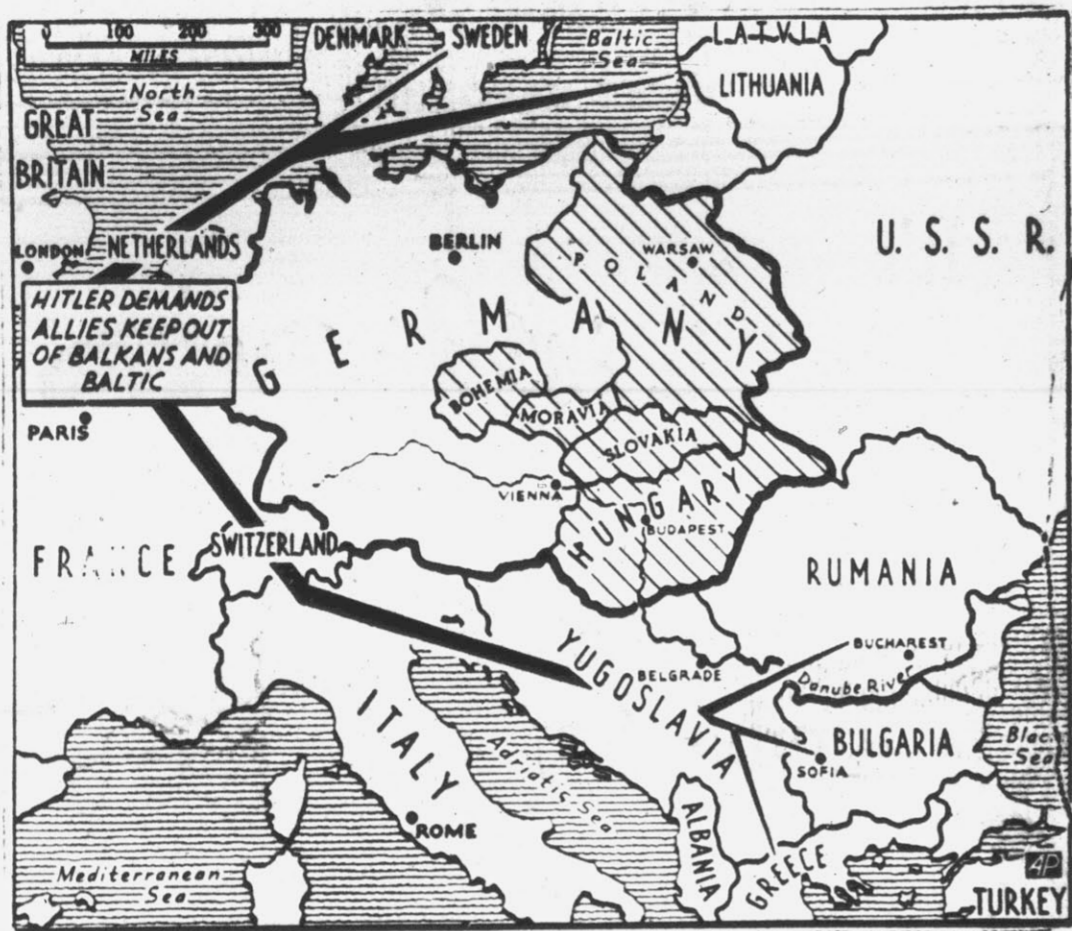 0 100 200 300
MILES
DENMARK
SWEDEN
Baltic
Sea
LATVIA
LITHUANIA
North
Sea
GREAT
BRITAIN
LONDON
NETHERLANDS
BERLIN
WARSAW
POLAND
U. S. S. R.
HITLER DEMANDS
ALLIES KEEP OUT
OF BALKANS AND
BALTIC
GERMANY
BOHEMIA
MORAVIA
SLOVAKIA
PARIS
VIENNA
HUNGARY
BUDAPEST
FRANCE
SWITZERLAND
RUMANIA
YUGOSLAVIA
BELGRADE
BUCHAREST
Danube River
ITALY
Adriatic Sea
BULGARIA
SOFIA
Black
Sea
ROME
ALBANIA
GREECE
Mediterranean
Sea
AP
TURKEY